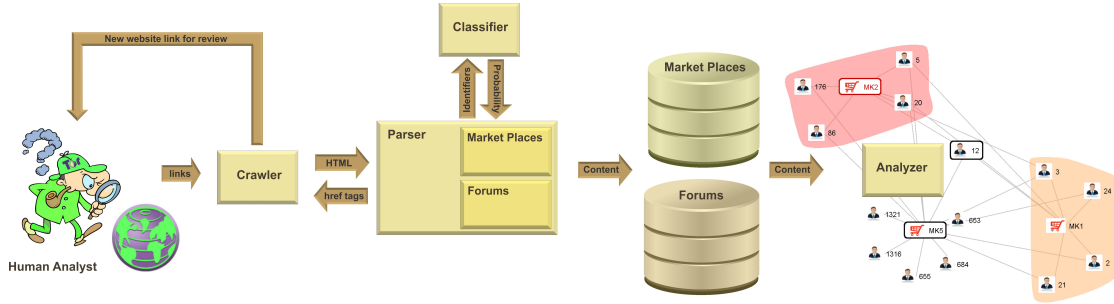 New website link for review
Tor
Human Analyst
links
Crawler
HTML
href tags
Classifier
Identifiers
Probability
Parser
Market Places
Forums
Content
Market Places
Forums
Content
Analyzer
5
176
MK2
20
86
12
3
24
1321
653
MK5
MK1
1316
684
655
2
21